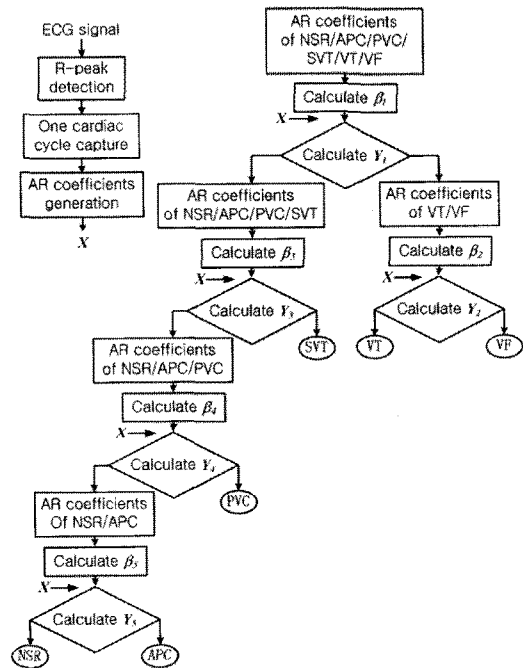 ECG signal
R-peak
detection
One cardiac
cycle capture
AR coefficients
generation
X
AR coefficients
of NSR/APC/PVC/
SVT/VT/VF
Calculate β₁
X
Calculate Y₁
AR coefficients
of NSR/APC/PVC/SVT
Calculate β₃
X
Calculate Y₃
SVT
AR coefficients
of VT/VF
Calculate β₂
X
Calculate Y₂
VT
VF
AR coefficients
of NSR/APC/PVC
Calculate β₄
X
Calculate Y₄
PVC
AR coefficients
Of NSR/APC
Calculate β₅
X
Calculate Y₅
NSR
APC